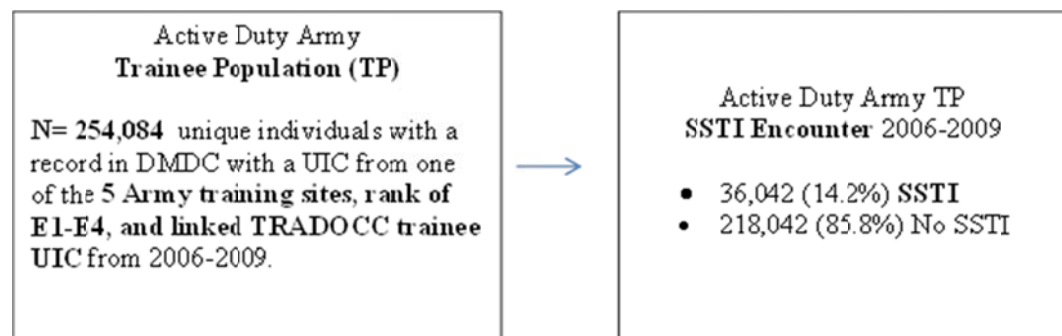 Active Duty Army
Trainee Population (TP)
N= 254,084 unique individuals with a
record in DMDC with a UIC from one
of the 5 Army training sites, rank of
E1-E4, and linked TRADOCC trainee
UIC from 2006-2009.
Active Duty Army TP
SSTI Encounter 2006-2009
• 36,042 (14.2%) SSTI
• 218,042 (85.8%) No SSTI